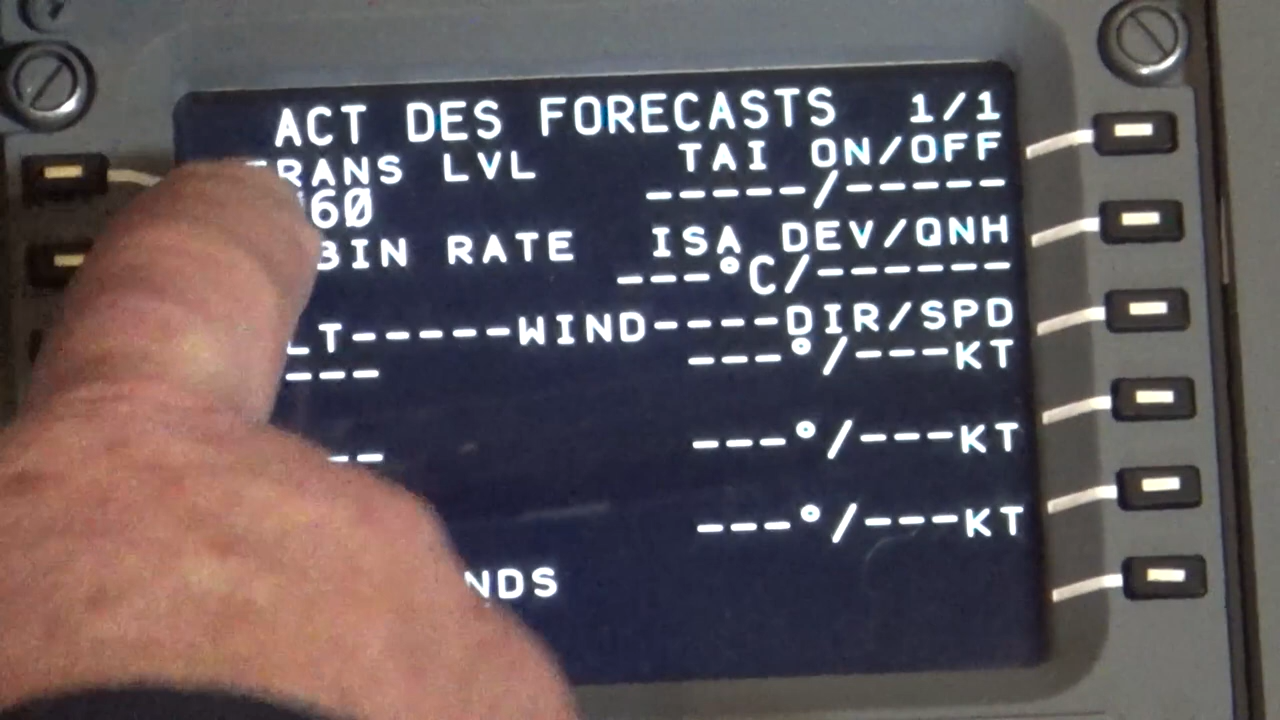 ACT DES FORECASTS 1/1
TRANS LVL TAI ON/OFF
60 -----/-----
BIN RATE ISA DEV/QNH
---°C/------
LT-----WIND----DIR/SPD
--- ---°/---KT
-- ---°/---KT
---°/---KT
NDS